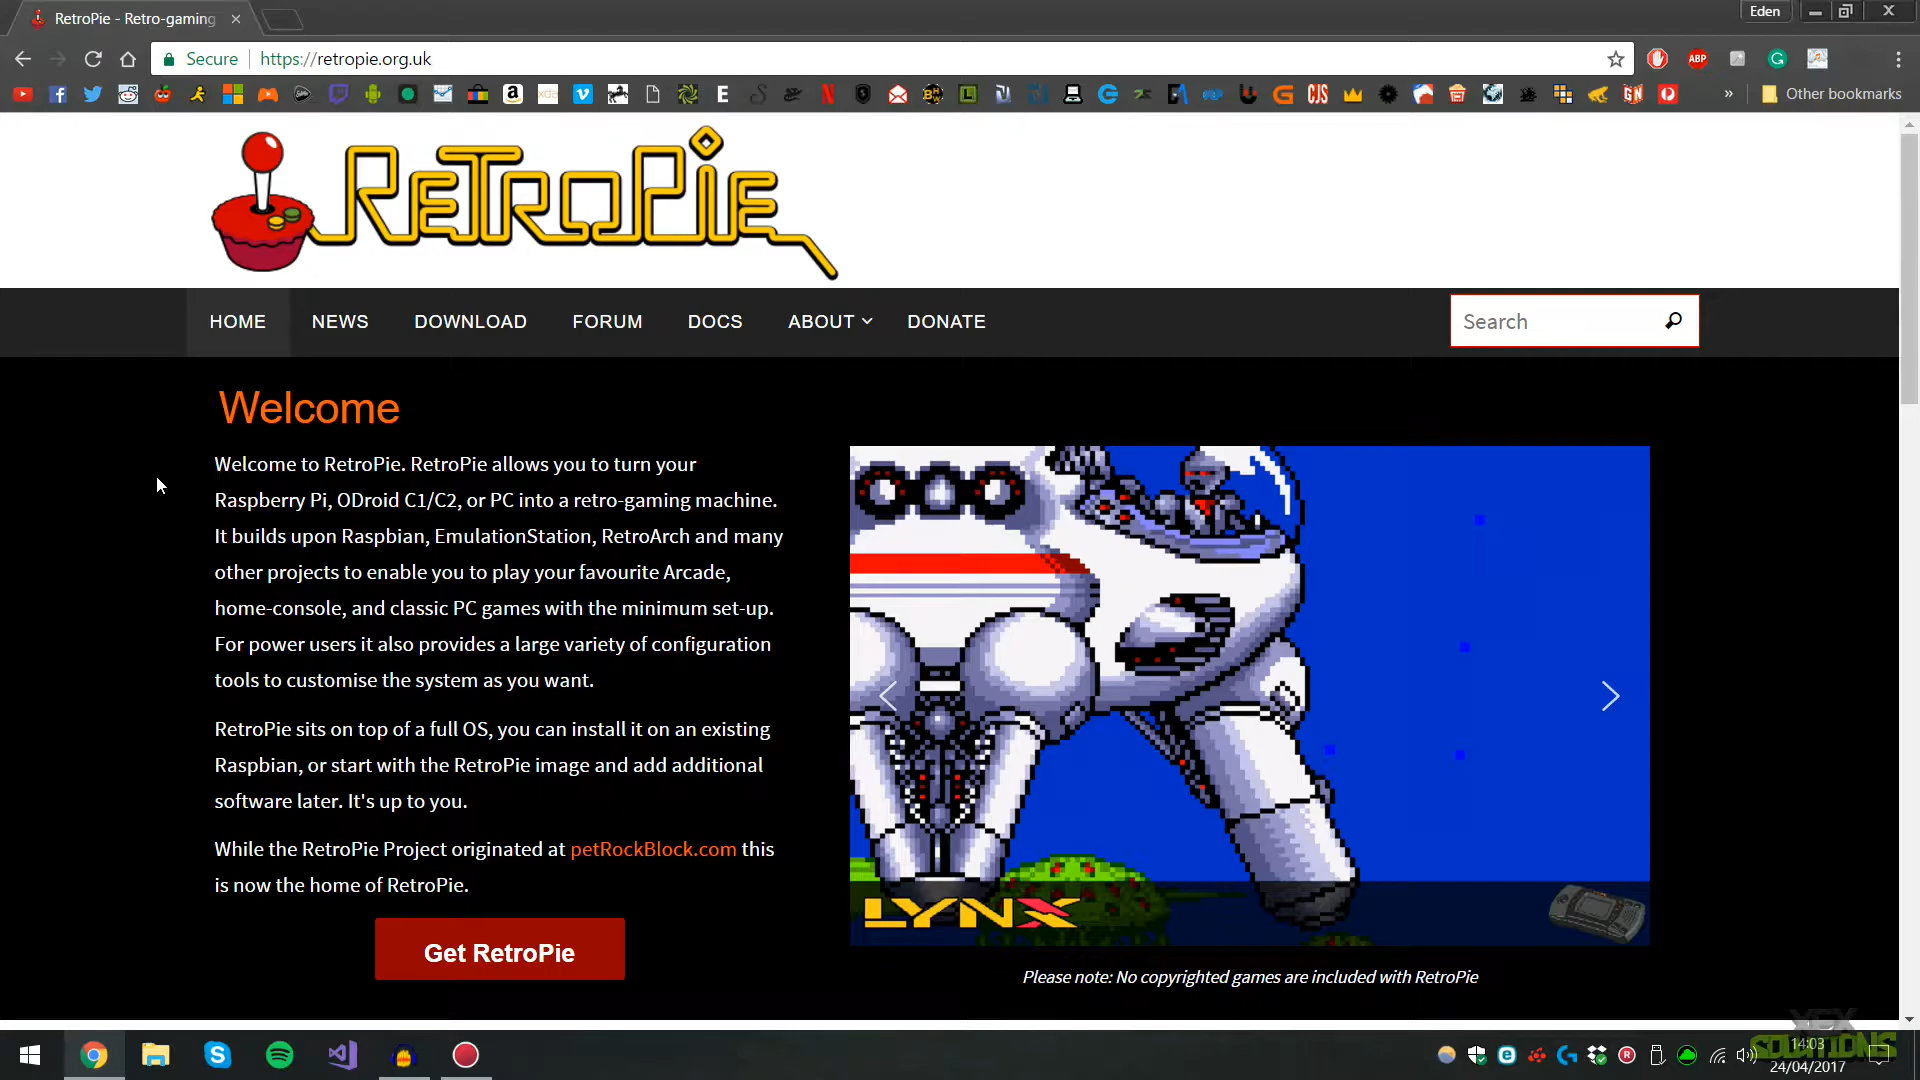 RetroPie - Retro-gaming
Eden
Secure
https://retropie.org.uk
Other bookmarks
RETROPIE
HOME
NEWS
DOWNLOAD
FORUM
DOCS
ABOUT
DONATE
Search
Welcome
Welcome to RetroPie. RetroPie allows you to turn your
Raspberry Pi, ODroid C1/C2, or PC into a retro-gaming machine.
It builds upon Raspbian, EmulationStation, RetroArch and many
other projects to enable you to play your favourite Arcade,
home-console, and classic PC games with the minimum set-up.
For power users it also provides a large variety of configuration
tools to customise the system as you want.
RetroPie sits on top of a full OS, you can install it on an existing
Raspbian, or start with the RetroPie image and add additional
software later. It's up to you.
While the RetroPie Project originated at petRockBlock.com this
is now the home of RetroPie.
Get RetroPie
LYNX
Please note: No copyrighted games are included with RetroPie
SOLUTIONS
14:03
24/04/2017